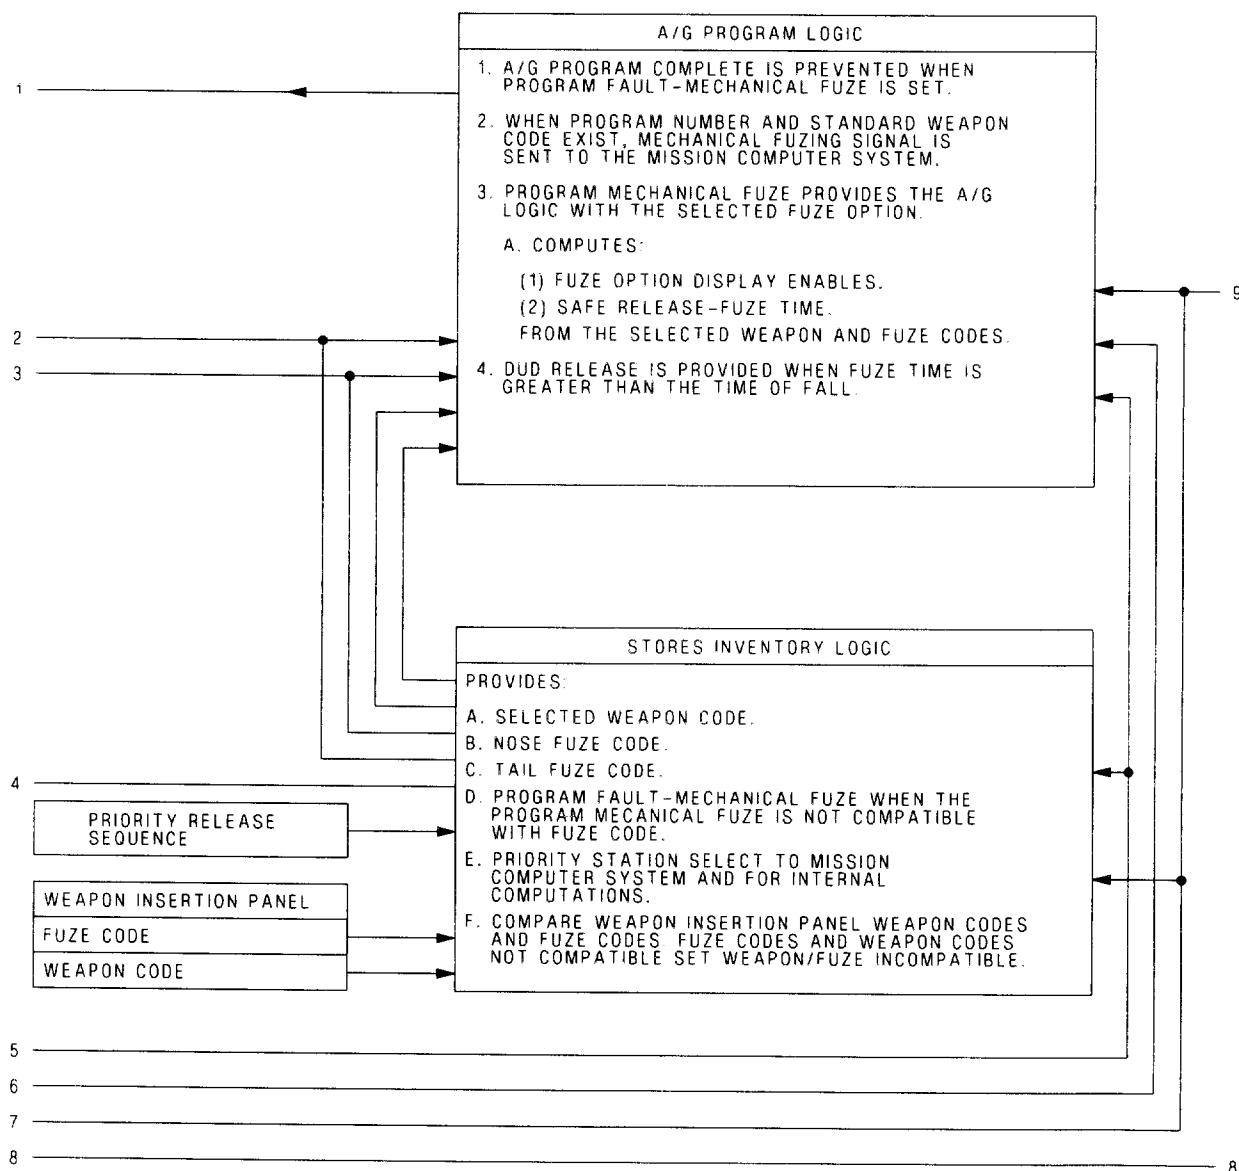 A/G PROGRAM LOGIC
1. A/G PROGRAM COMPLETE IS PREVENTED WHEN
PROGRAM FAULT-MECHANICAL FUZE IS SET.
2. WHEN PROGRAM NUMBER AND STANDARD WEAPON
CODE EXIST, MECHANICAL FUZING SIGNAL IS
SENT TO THE MISSION COMPUTER SYSTEM.
3. PROGRAM MECHANICAL FUZE PROVIDES THE A/G
LOGIC WITH THE SELECTED FUZE OPTION.
A. COMPUTES:
(1) FUZE OPTION DISPLAY ENABLES.
(2) SAFE RELEASE-FUZE TIME.
FROM THE SELECTED WEAPON AND FUZE CODES.
4. DUD RELEASE IS PROVIDED WHEN FUZE TIME IS
GREATER THAN THE TIME OF FALL.
1
2
3
9
STORES INVENTORY LOGIC
PROVIDES:
A. SELECTED WEAPON CODE.
B. NOSE FUZE CODE.
C. TAIL FUZE CODE.
D. PROGRAM FAULT-MECHANICAL FUZE WHEN THE
PROGRAM MECANICAL FUZE IS NOT COMPATIBLE
WITH FUZE CODE.
E. PRIORITY STATION SELECT TO MISSION
COMPUTER SYSTEM AND FOR INTERNAL
COMPUTATIONS.
F. COMPARE WEAPON INSERTION PANEL WEAPON CODES
AND FUZE CODES. FUZE CODES AND WEAPON CODES
NOT COMPATIBLE SET WEAPON/FUZE INCOMPATIBLE.
4
PRIORITY RELEASE
SEQUENCE
WEAPON INSERTION PANEL
FUZE CODE
WEAPON CODE
5
6
7
8
8